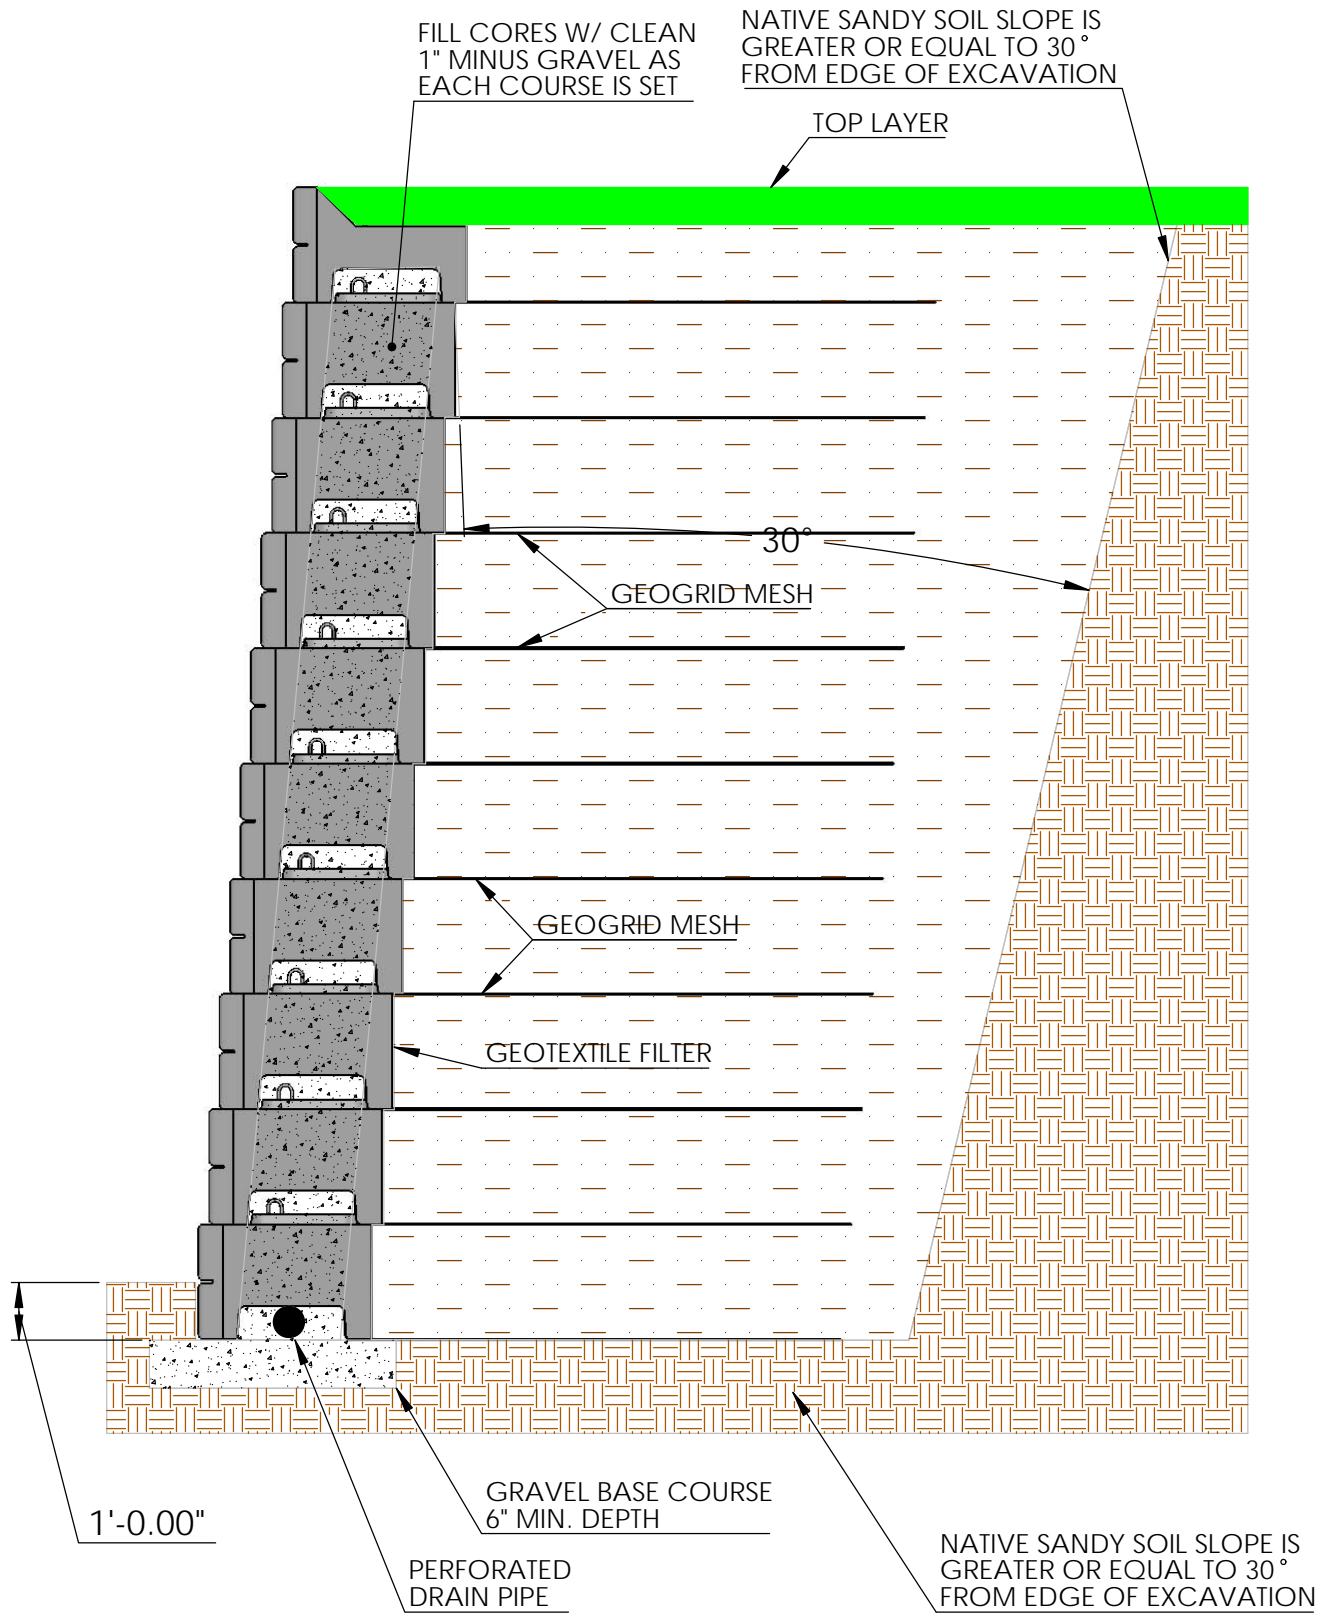 FILL CORES W/ CLEAN
1" MINUS GRAVEL AS
EACH COURSE IS SET
NATIVE SANDY SOIL SLOPE IS
GREATER OR EQUAL TO 30°
FROM EDGE OF EXCAVATION
TOP LAYER
30°
GEOGRID MESH
GEOGRID MESH
GEOTEXTILE FILTER
1'-0.00"
GRAVEL BASE COURSE
6" MIN. DEPTH
PERFORATED
DRAIN PIPE
NATIVE SANDY SOIL SLOPE IS
GREATER OR EQUAL TO 30°
FROM EDGE OF EXCAVATION